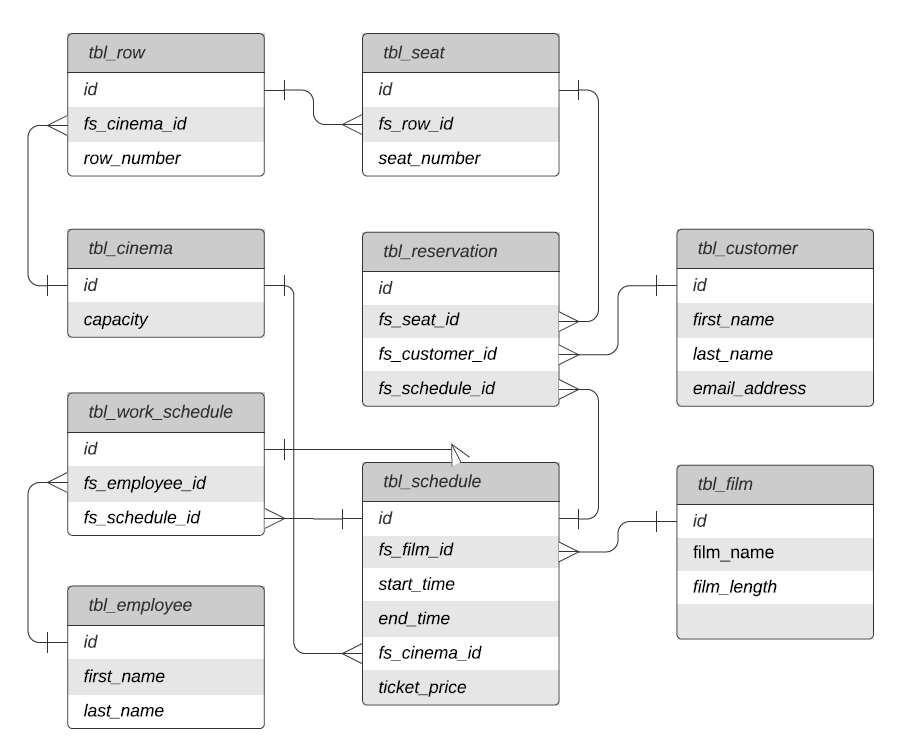 tbl_row
id
fs_cinema_id
row_number
tbl_seat
id
fs_row_id
seat_number
tbl_cinema
id
capacity
tbl_reservation
id
fs_seat_id
fs_customer_id
fs_schedule_id
tbl_customer
id
first_name
last_name
email_address
tbl_work_schedule
id
fs_employee_id
fs_schedule_id
tbl_schedule
id
fs_film_id
start_time
end_time
fs_cinema_id
ticket_price
tbl_film
id
film_name
film_length
tbl_employee
id
first_name
last_name